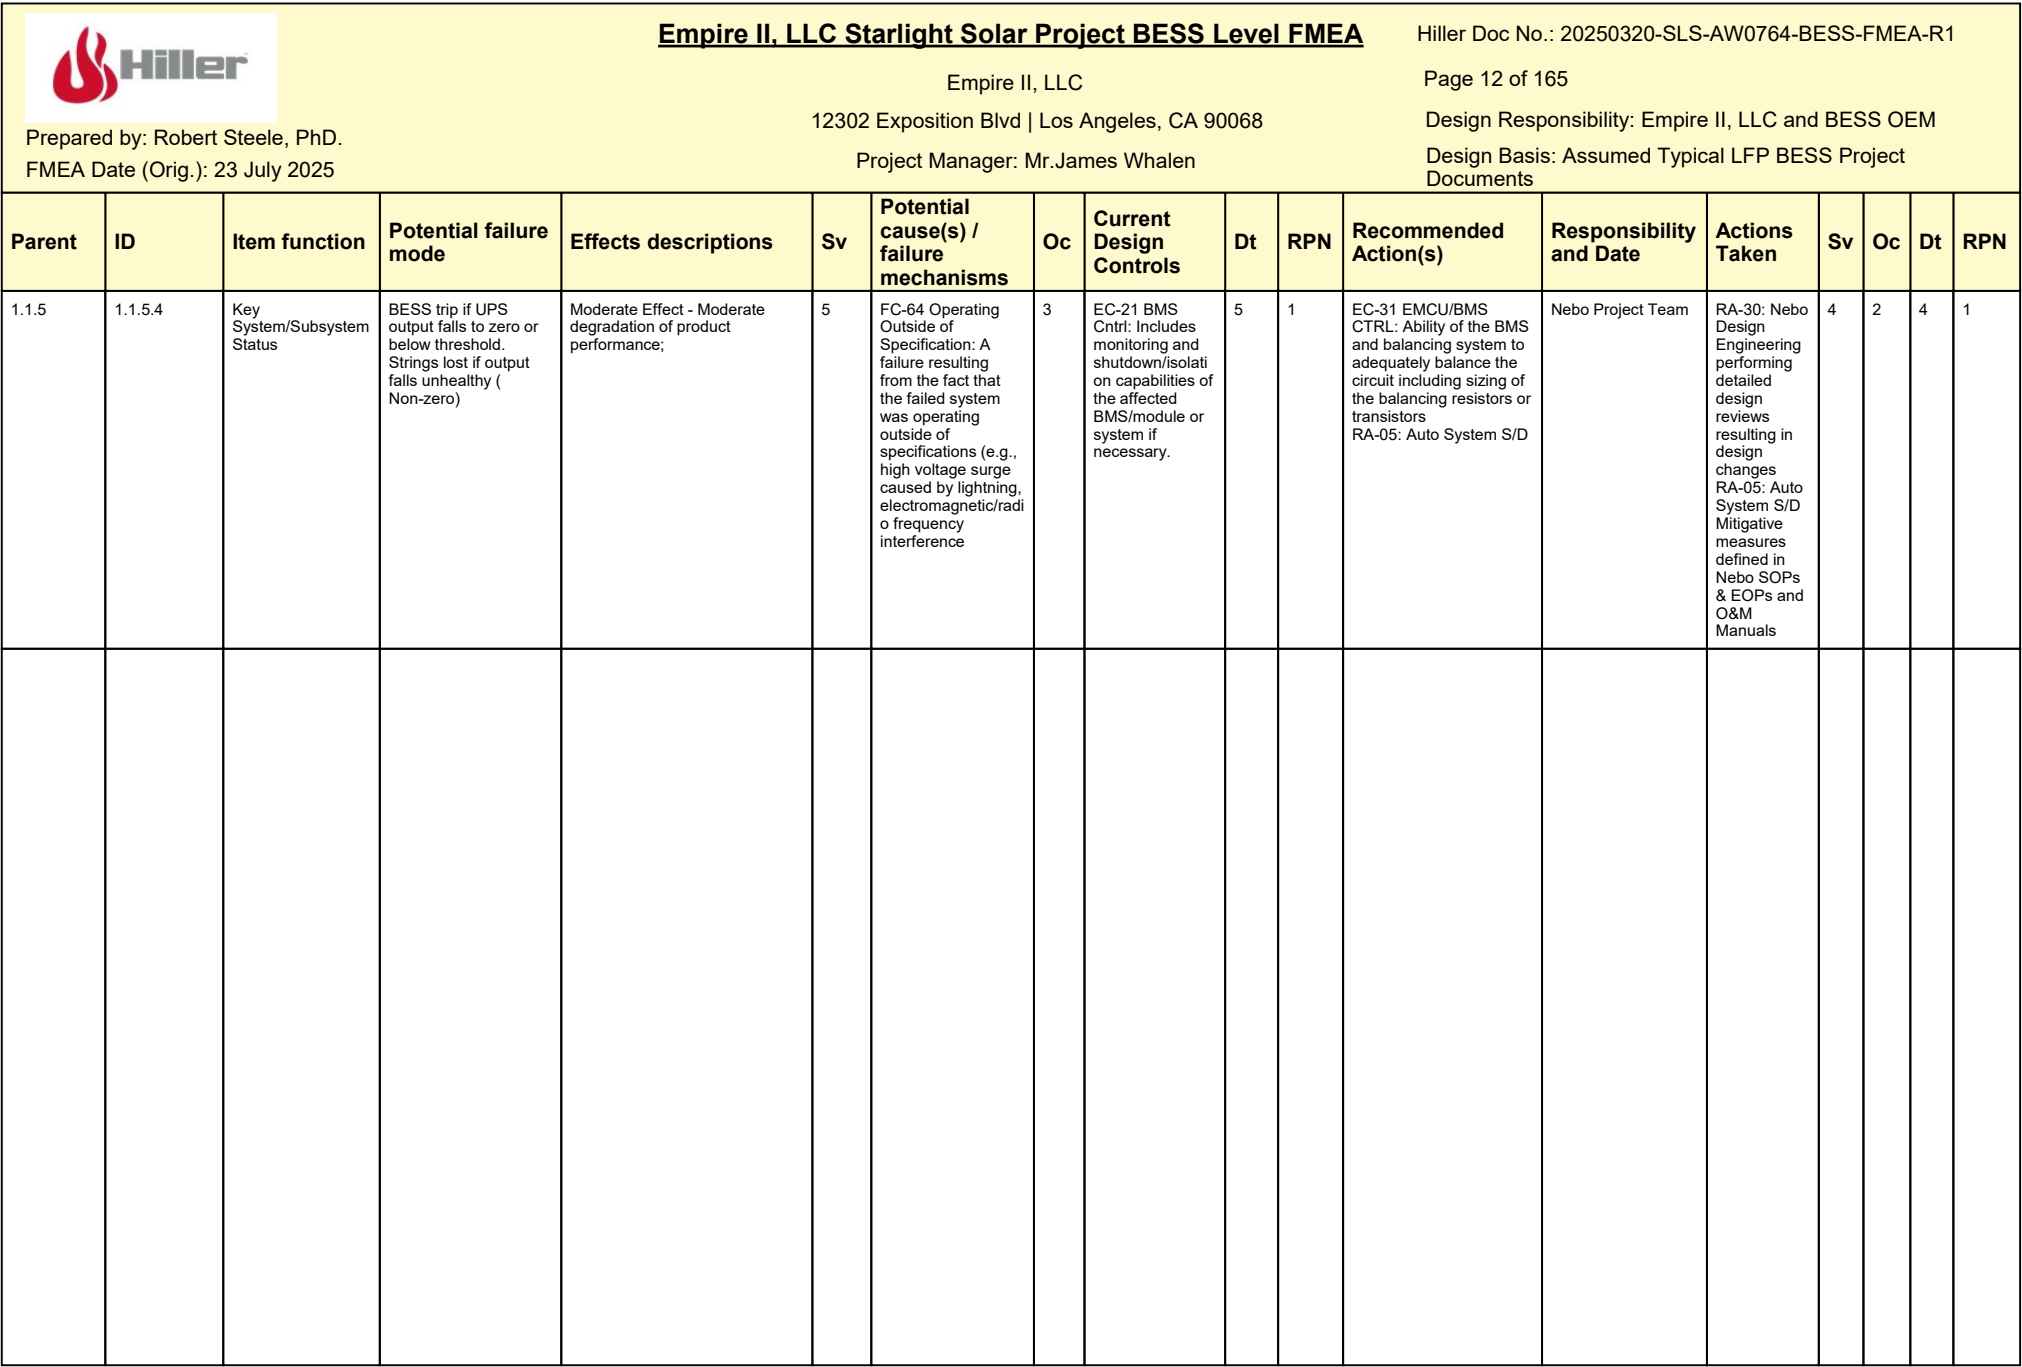 Hiller
Prepared by: Robert Steele, PhD.
FMEA Date (Orig.): 23 July 2025
Empire II, LLC Starlight Solar Project BESS Level FMEA
Empire II, LLC
12302 Exposition Blvd | Los Angeles, CA 90068
Project Manager: Mr.James Whalen
Hiller Doc No.: 20250320-SLS-AW0764-BESS-FMEA-R1
Page 12 of 165
Design Responsibility: Empire II, LLC and BESS OEM
Design Basis: Assumed Typical LFP BESS Project
Documents
Parent
ID
Item function
Potential failure
mode
Effects descriptions
Sv
Potential
cause(s) /
failure
mechanisms
Oc
Current
Design
Controls
Dt
RPN
Recommended
Action(s)
Responsibility
and Date
Actions
Taken
Sv
Oc
Dt
RPN
1.1.5
1.1.5.4
Key
System/Subsystem
Status
BESS trip if UPS
output falls to zero or
below threshold.
Strings lost if output
falls unhealthy (
Non-zero)
Moderate Effect - Moderate
degradation of product
performance;
5
FC-64 Operating
Outside of
Specification: A
failure resulting
from the fact that
the failed system
was operating
outside of
specifications (e.g.,
high voltage surge
caused by lightning,
electromagnetic/radi
o frequency
interference
3
EC-21 BMS
Cntrl: Includes
monitoring and
shutdown/isolati
on capabilities of
the affected
BMS/module or
system if
necessary.
5
1
EC-31 EMCU/BMS
CTRL: Ability of the BMS
and balancing system to
adequately balance the
circuit including sizing of
the balancing resistors or
transistors
RA-05: Auto System S/D
Nebo Project Team
RA-30: Nebo
Design
Engineering
performing
detailed
design
reviews
resulting in
design
changes
RA-05: Auto
System S/D
Mitigative
measures
defined in
Nebo SOPs
& EOPs and
O&M
Manuals
4
2
4
1